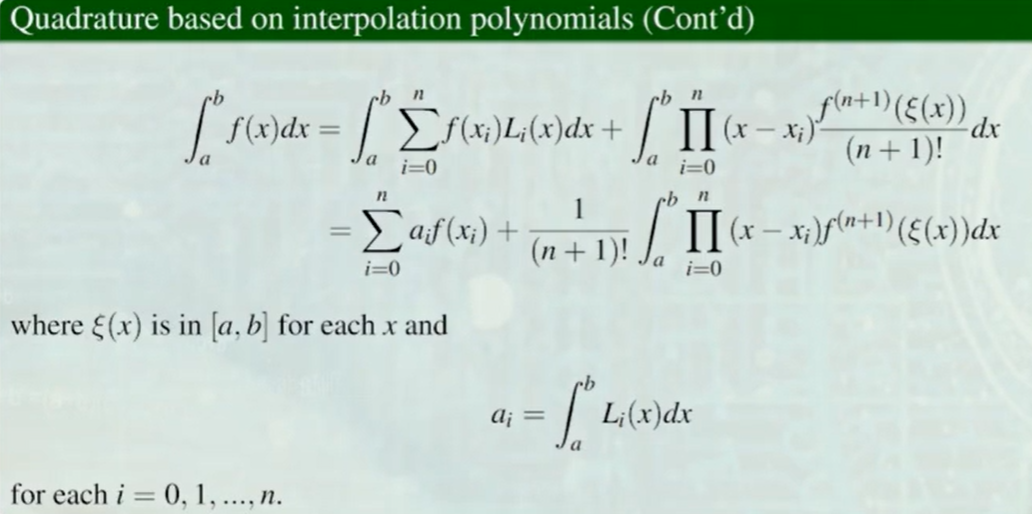 Quadrature based on interpolation polynomials (Cont'd)
$\int_a^b f(x)dx = \int_a^b \sum_{i=0}^{n} f(x_i)L_i(x)dx + \int_a^b \prod_{i=0}^{n} (x - x_i) \frac{f^{(n+1)}(\xi(x))}{(n+1)!} dx$
$= \sum_{i=0}^{n} a_i f(x_i) + \frac{1}{(n+1)!} \int_a^b \prod_{i=0}^{n} (x - x_i) f^{(n+1)}(\xi(x))dx$
where $\xi(x)$ is in $[a, b]$ for each $x$ and
$a_i = \int_a^b L_i(x)dx$
for each $i = 0, 1, ..., n.$